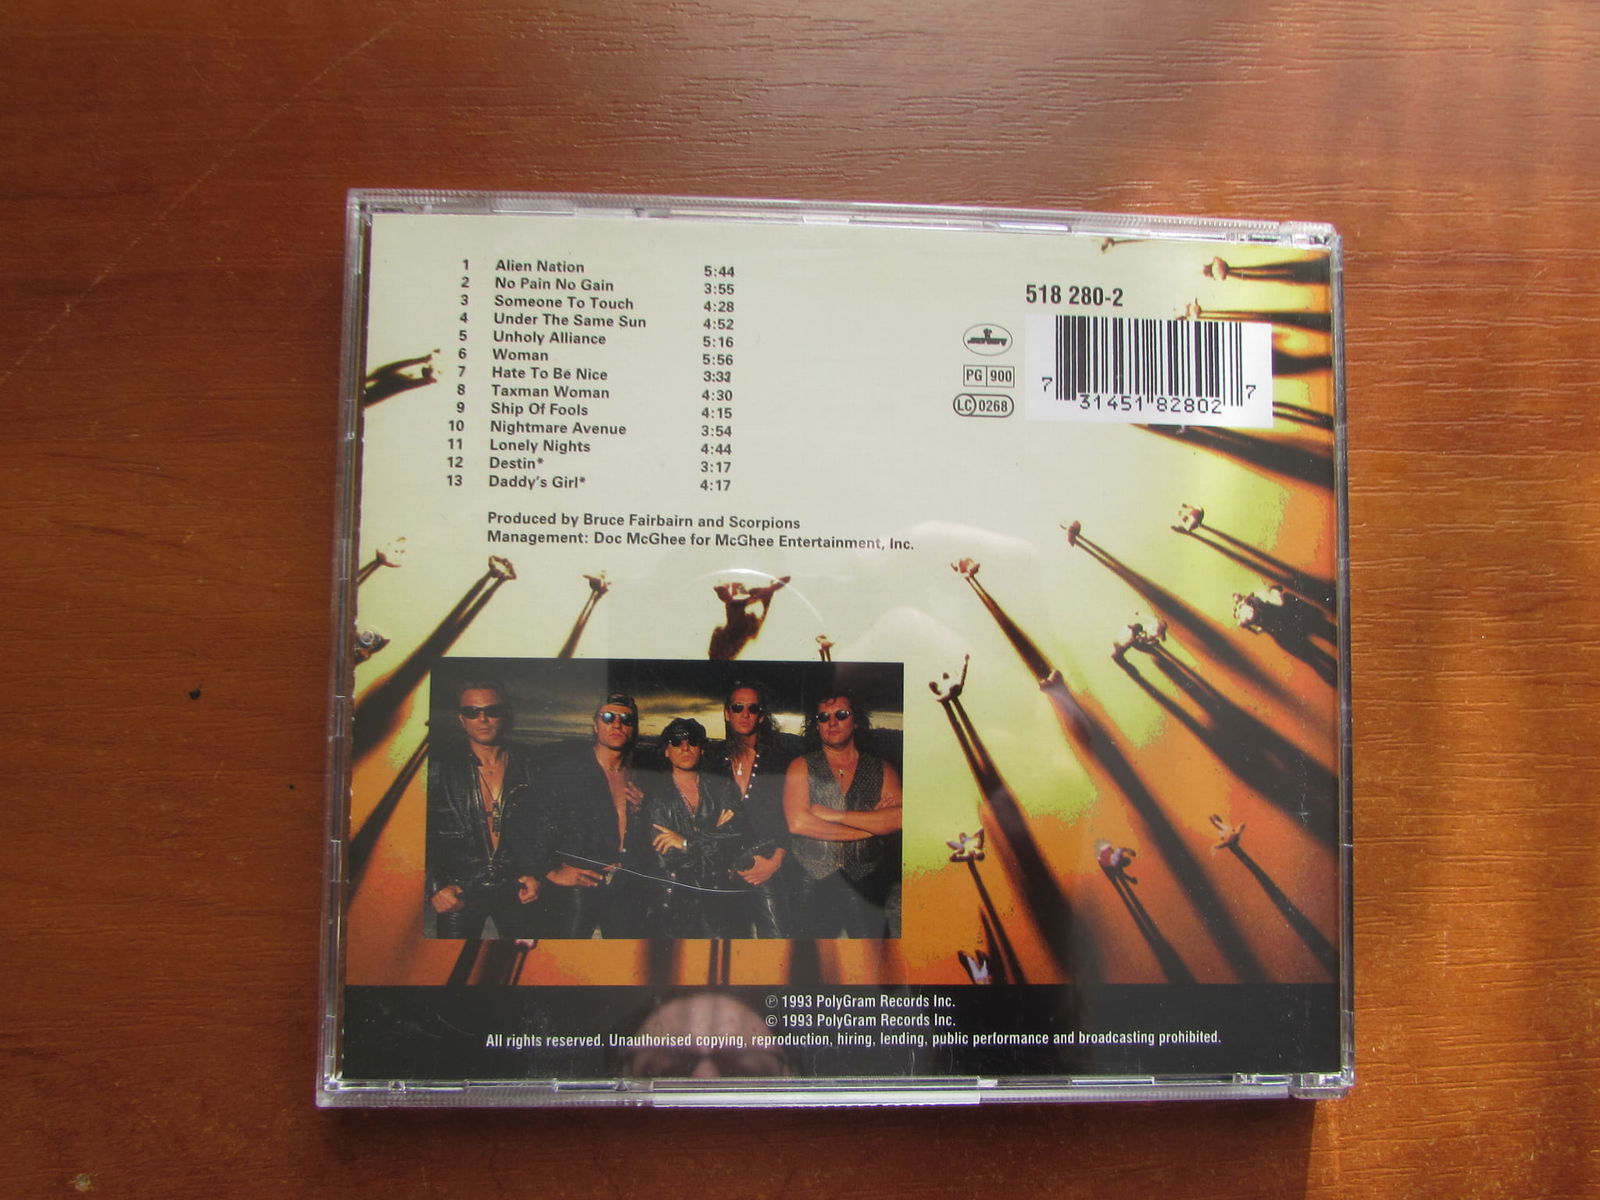 1 Alien Nation 5:44
2 No Pain No Gain 3:55
3 Someone To Touch 4:28
4 Under The Same Sun 4:52
5 Unholy Alliance 5:16
6 Woman 5:56
7 Hate To Be Nice 3:33
8 Taxman Woman 4:30
9 Ship Of Fools 4:15
10 Nightmare Avenue 3:54
11 Lonely Nights 4:44
12 Destin* 3:17
13 Daddy's Girl* 4:17
Produced by Bruce Fairbairn and Scorpions
Management: Doc McGhee for McGhee Entertainment, Inc.
518 280-2
mercury
PG 900
LC 0268
7 31451 82802 7
℗ 1993 PolyGram Records Inc.
© 1993 PolyGram Records Inc.
All rights reserved. Unauthorised copying, reproduction, hiring, lending, public performance and broadcasting prohibited.